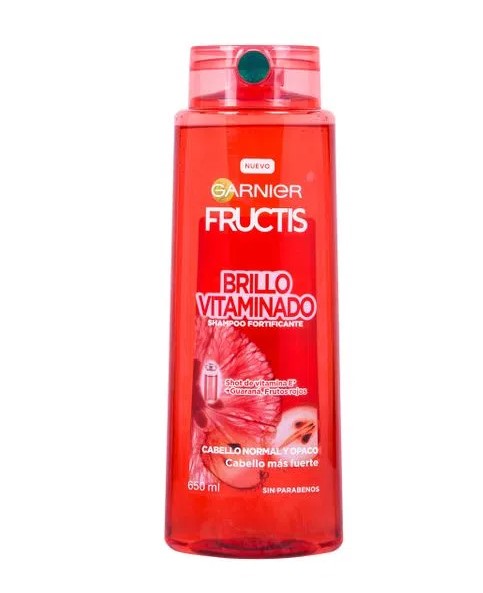 NUEVO
GARNIER
FRUCTIS
BRILLO
VITAMINADO
SHAMPOO FORTIFICANTE
Shot de vitamina E*
+Guaraná, Frutos rojos
CABELLO NORMAL Y OPACO
Cabello más fuerte
650 ml
SIN PARABENOS